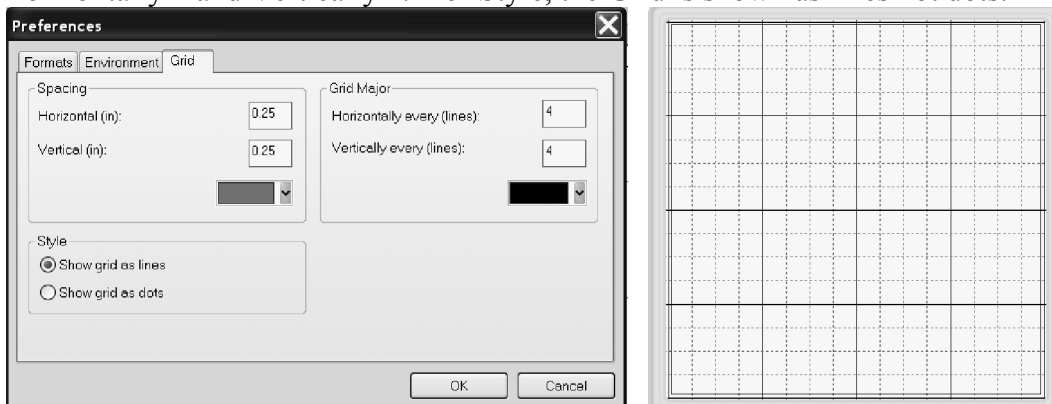 Preferences
Formats Environment Grid
Spacing
Horizontal (in): 0.25
Vertical (in): 0.25
Grid Major
Horizontally every (lines): 4
Vertically every (lines): 4
Style
Show grid as lines
Show grid as dots
OK Cancel